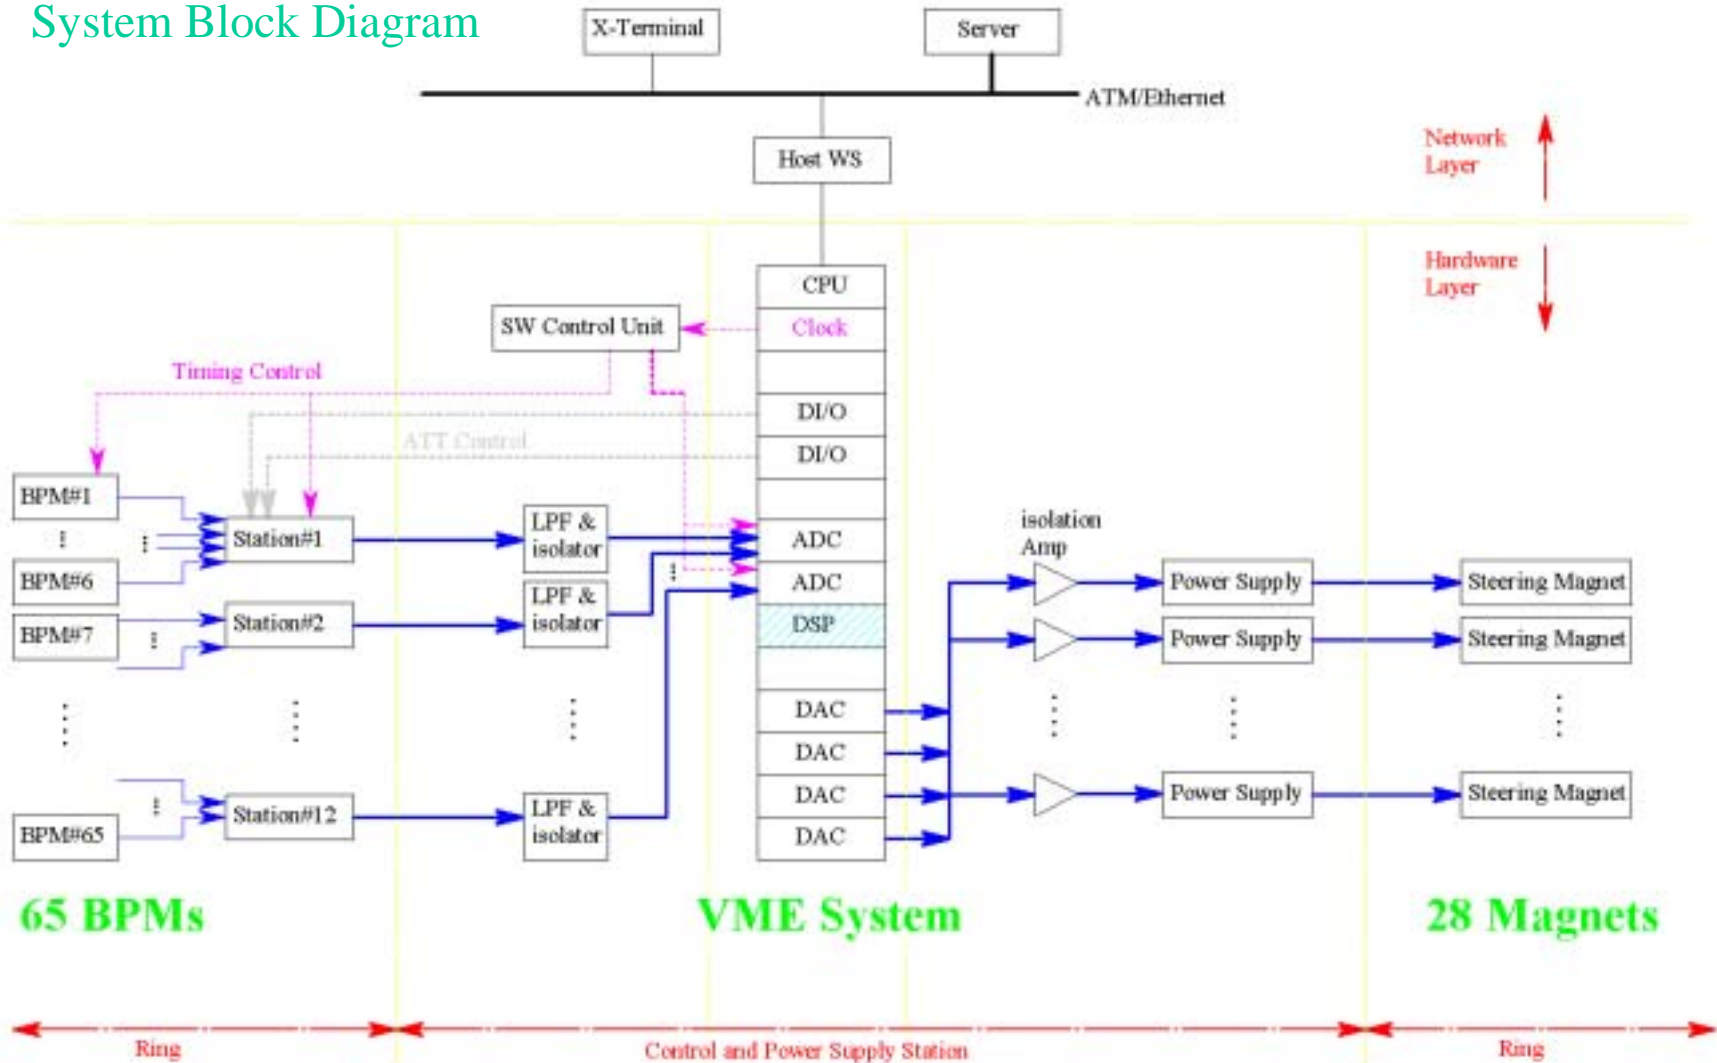 System Block Diagram
X-Terminal
Server
ATM/Ethernet
Host WS
Network
Layer
Hardware
Layer
CPU
SW Control Unit
Clock
Timing Control
DI/O
ATT Control
DI/O
BPM#1
Station#1
LPF &
isolator
ADC
isolation
Amp
BPM#6
ADC
Power Supply
Steering Magnet
BPM#7
Station#2
LPF &
isolator
DSP
Power Supply
Steering Magnet
DAC
DAC
DAC
Power Supply
Steering Magnet
BPM#65
Station#12
LPF &
isolator
DAC
65 BPMs
VME System
28 Magnets
Ring
Control and Power Supply Station
Ring